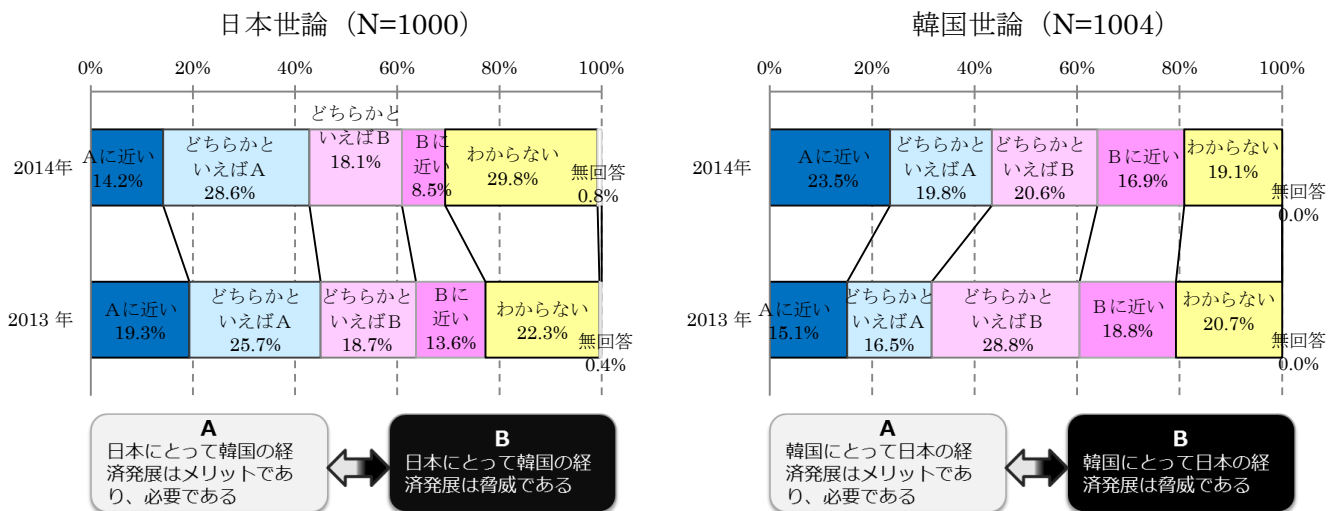 日本世論（N=1000）
0%
20%
40%
60%
80%
100%
2014年
Ａに近い
14.2%
どちらかと
いえばＡ
28.6%
どちらかと
いえばＢ
18.1%
Ｂに
近い
8.5%
わからない
29.8%
無回答
0.8%
2013 年
Ａに近い
19.3%
どちらかと
いえばＡ
25.7%
どちらかと
いえばＢ
18.7%
Ｂに
近い
13.6%
わからない
22.3%
無回答
0.4%
A
日本にとって韓国の経
済発展はメリットであ
り、必要である
B
日本にとって韓国の経
済発展は脅威である
韓国世論（N=1004）
0%
20%
40%
60%
80%
100%
2014年
Ａに近い
23.5%
どちらかと
いえばＡ
19.8%
どちらかと
いえばＢ
20.6%
Ｂに近い
16.9%
わからない
19.1%
無回答
0.0%
2013 年
Ａに近い
15.1%
どちらかと
いえばＡ
16.5%
どちらかと
いえばＢ
28.8%
Ｂに近い
18.8%
わからない
20.7%
無回答
0.0%
A
韓国にとって日本の経
済発展はメリットであ
り、必要である
B
韓国にとって日本の経
済発展は脅威である